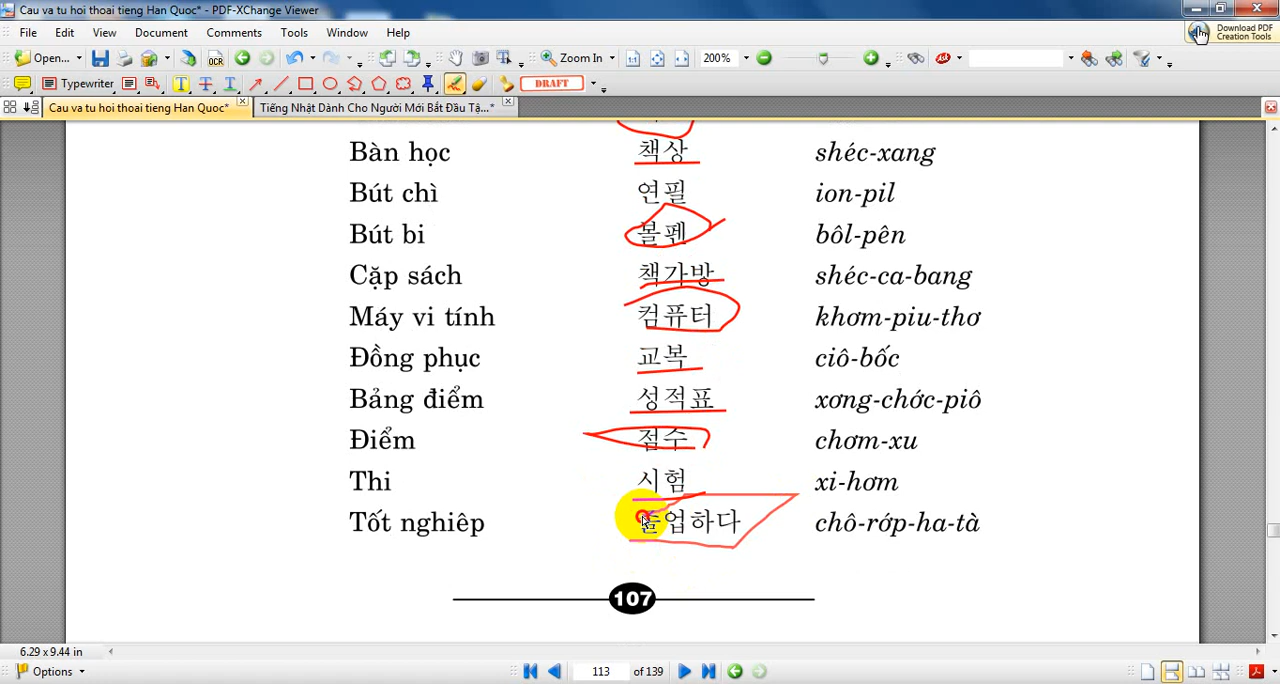 Cau va tu hoi thoai tieng Han Quoc* - PDF-XChange Viewer
File Edit View Document Comments Tools Window Help
Download PDF Creation Tools
Open... OCR Zoom In 200%
Typewriter DRAFT
Cau va tu hoi thoai tieng Han Quoc* Tiếng Nhật Dành Cho Người Mới Bắt Đầu Tậ...*
Bàn học 책상 shéc-xang
Bút chì 연필 ion-pil
Bút bi 볼펜 bôl-pên
Cặp sách 책가방 shéc-ca-bang
Máy vi tính 컴퓨터 khơm-piu-thơ
Đồng phục 교복 ciô-bốc
Bảng điểm 성적표 xơng-chớc-piô
Điểm 점수 chơm-xu
Thi 시험 xi-hơm
Tốt nghiệp 졸업하다 chô-rớp-ha-tà
107
6.29 x 9.44 in
Options 113 of 139